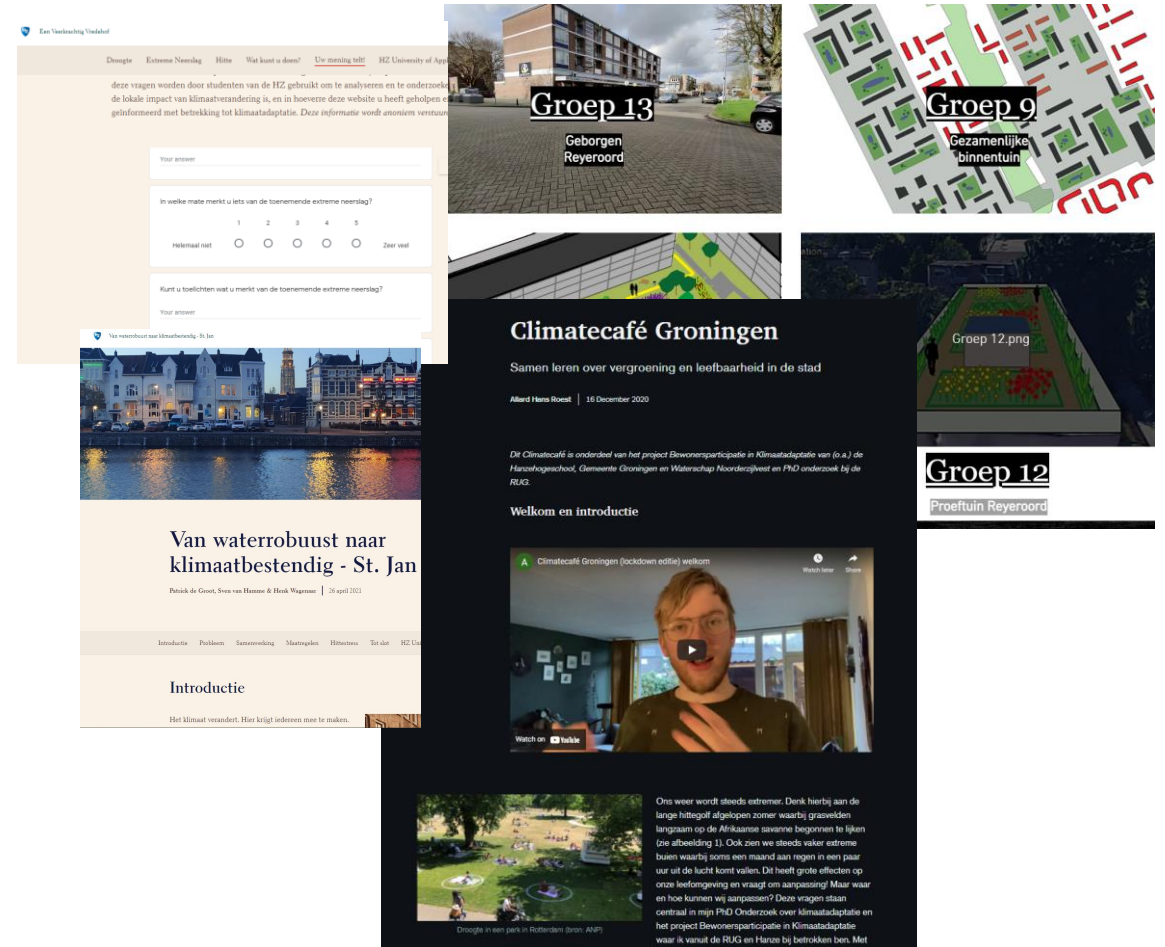 Een Veerkrachtig Vredehof
Droogte Extreme Neerslag Hitte Wat kunt u doen? Uw mening telt! HZ University of Appl
deze vragen worden door studenten van de HZ gebruikt om te analyseren en te onderzoeke
de lokale impact van klimaatverandering is, en in hoeverre deze website u heeft geholpen e
geïnformeerd met betrekking tot klimaatadaptatie. Deze informatie wordt anoniem verstuur
Your answer
In welke mate merkt u iets van de toenemende extreme neerslag?
1 2 3 4 5
Helemaal niet Zeer veel
Kunt u toelichten wat u merkt van de toenemende extreme neerslag?
Your answer
Groep 13
Geborgen
Reyeroord
Groep 9
Gezamenlijke
binnentuin
Groep 12.png
Groep 12
Proeftuin Reyeroord
Van waterrobuust naar klimaatbestendig - St. Jan
Van waterrobuust naar
klimaatbestendig - St. Jan
Patrick de Groot, Sven van Hamme & Henk Wagenaar | 26 april 2021
Introductie Probleem Samenwerking Maatregelen Hittestress Tot slot HZ Uni
Introductie
Het klimaat verandert. Hier krijgt iedereen mee te maken.
Climatecafé Groningen
Samen leren over vergroening en leefbaarheid in de stad
Allard Hans Roest | 16 December 2020
Dit Climatecafé is onderdeel van het project Bewonersparticipatie in Klimaatadaptatie van (o.a.) de
Hanzehogeschool, Gemeente Groningen en Waterschap Noorderzijlvest en PhD onderzoek bij de
RUG.
Welkom en introductie
A Climatecafé Groningen (lockdown editie) welkom
Watch later Share
Watch on YouTube
Ons weer wordt steeds extremer. Denk hierbij aan de
lange hittegolf afgelopen zomer waarbij grasvelden
langzaam op de Afrikaanse savanne begonnen te lijken
(zie afbeelding 1). Ook zien we steeds vaker extreme
buien waarbij soms een maand aan regen in een paar
uur uit de lucht komt vallen. Dit heeft grote effecten op
onze leefomgeving en vraagt om aanpassing! Maar waar
en hoe kunnen wij aanpassen? Deze vragen staan
centraal in mijn PhD Onderzoek over klimaatadaptatie en
het project Bewonersparticipatie in Klimaatadaptatie
waar ik vanuit de RUG en Hanze bij betrokken ben. Met
Droogte in een park in Rotterdam (bron: ANP)